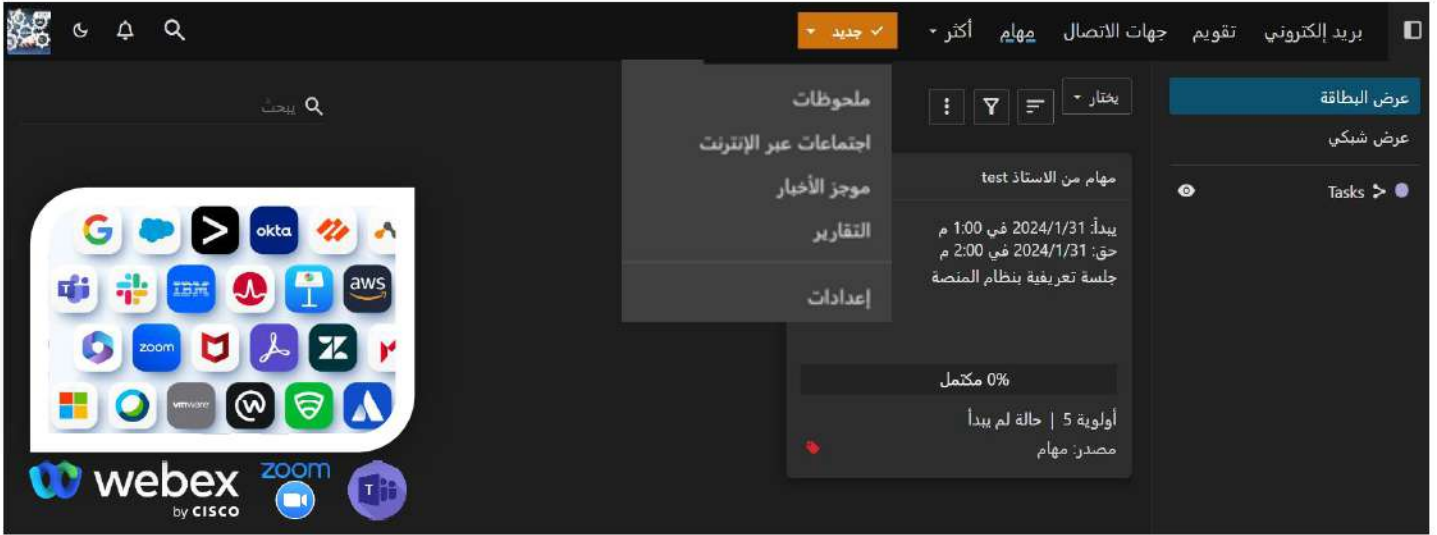 بريد إلكتروني تقويم جهات الاتصال مهام أكثر جديد
عرض البطاقة
عرض شبكي
Tasks
يختار
يبحث
ملحوظات
اجتماعات عبر الإنترنت
موجز الأخبار
التقارير
إعدادات
مهام من الاستاذ test
يبدأ: 2024/1/31 في 1:00 م
حق: 2024/1/31 في 2:00 م
جلسة تعريفية بنظام المنصة
0% مكتمل
أولوية 5 | حالة لم يبدأ
مصدر: مهام
okta
IBM
aws
zoom
vmware
webex
by CISCO
zoom